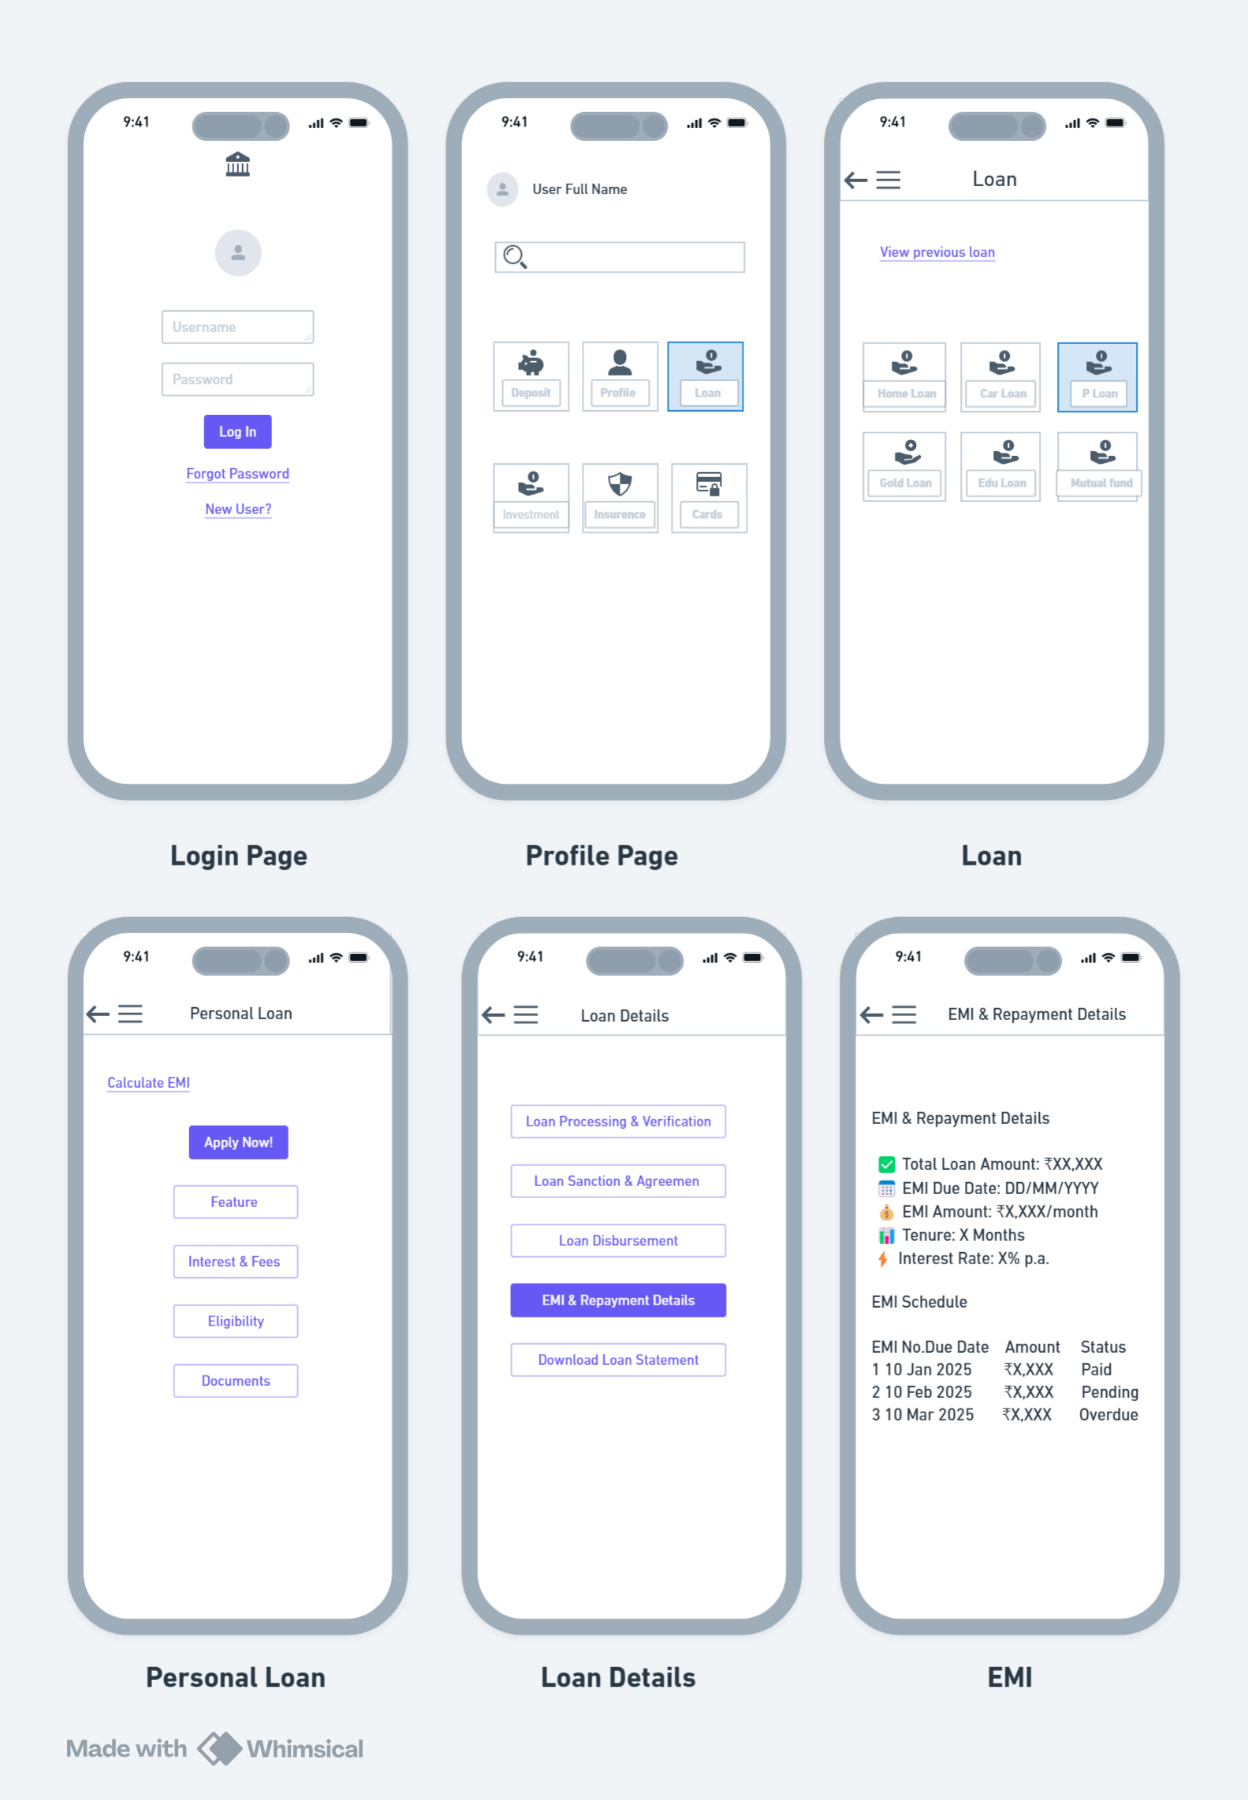 9:41
Username
Password
Log In
Forgot Password
New User?
Login Page
9:41
User Full Name
Deposit
Profile
Loan
Investment
Insurence
Cards
Profile Page
9:41
Loan
View previous loan
Home Loan
Car Loan
P Loan
Gold Loan
Edu Loan
Mutual fund
Loan
9:41
Personal Loan
Calculate EMI
Apply Now!
Feature
Interest & Fees
Eligibility
Documents
Personal Loan
9:41
Loan Details
Loan Processing & Verification
Loan Sanction & Agreemen
Loan Disbursement
EMI & Repayment Details
Download Loan Statement
Loan Details
9:41
EMI & Repayment Details
EMI & Repayment Details
✅ Total Loan Amount: ₹XX,XXX
EMI Due Date: DD/MM/YYYY
EMI Amount: ₹X,XXX/month
Tenure: X Months
Interest Rate: X% p.a.
EMI Schedule
EMI No.Due Date Amount Status
1 10 Jan 2025 ₹X,XXX Paid
2 10 Feb 2025 ₹X,XXX Pending
3 10 Mar 2025 ₹X,XXX Overdue
EMI
Made with Whimsical